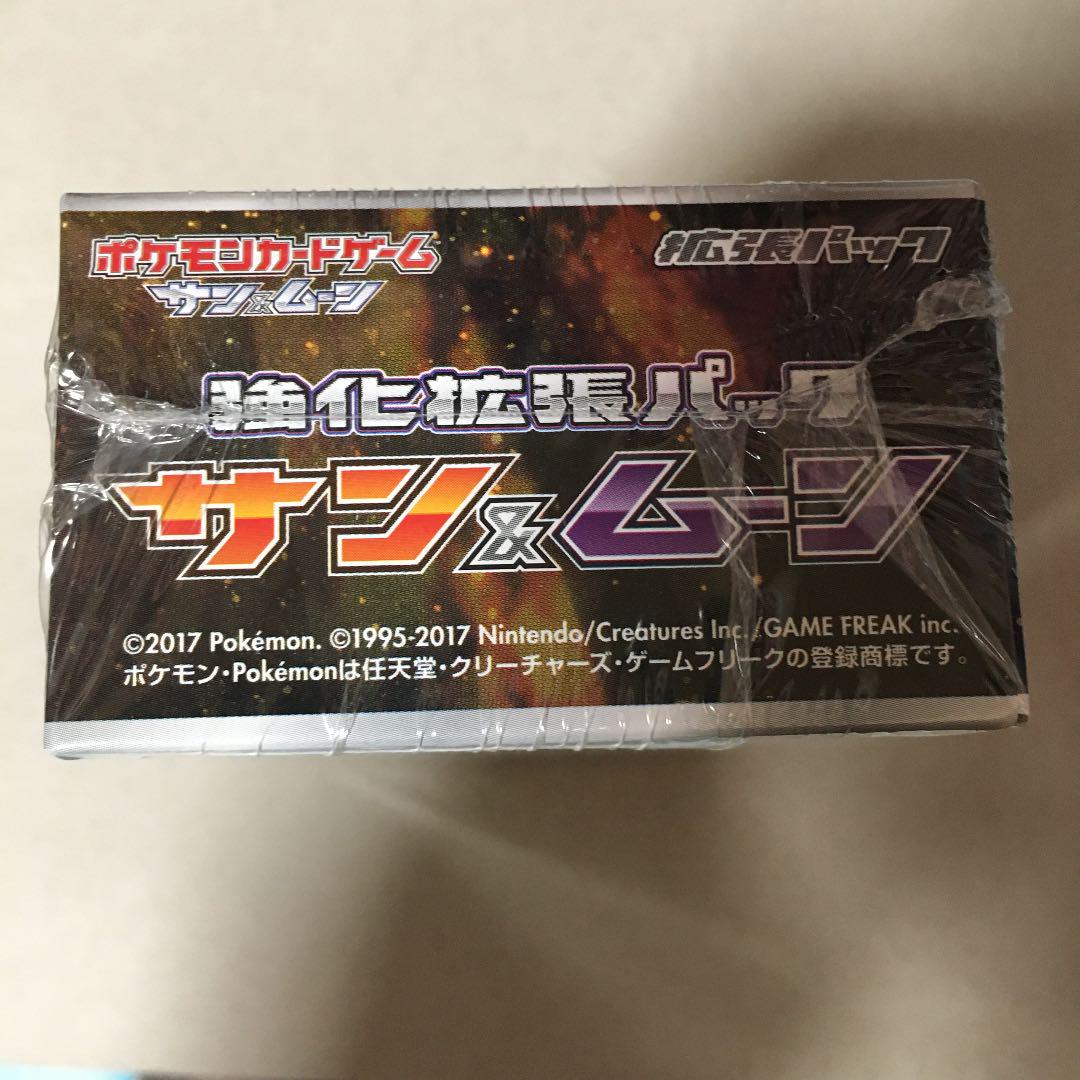 ポケモンカードゲーム 拡張パック
サン&ムーン
強化拡張パック
サン&ムーン
©2017 Pokémon. ©1995-2017 Nintendo/Creatures Inc./GAME FREAK inc.
ポケモン・Pokémonは任天堂・クリーチャーズ・ゲームフリークの登録商標です。